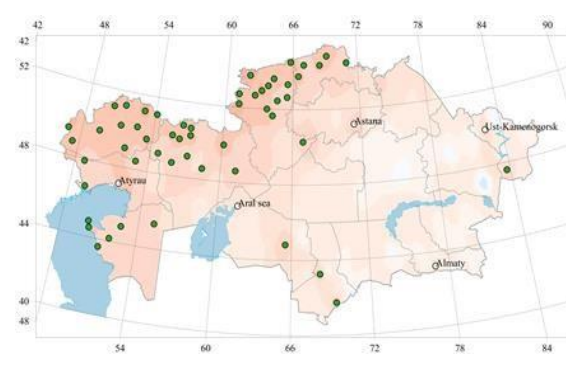 42 48 54 60 66 72 78 84 90
42
52
Astana
Ust-Kamenogorsk
48
Atyrau
Aral sea
44
Almaty
40
48
54 60 66 72 78 84